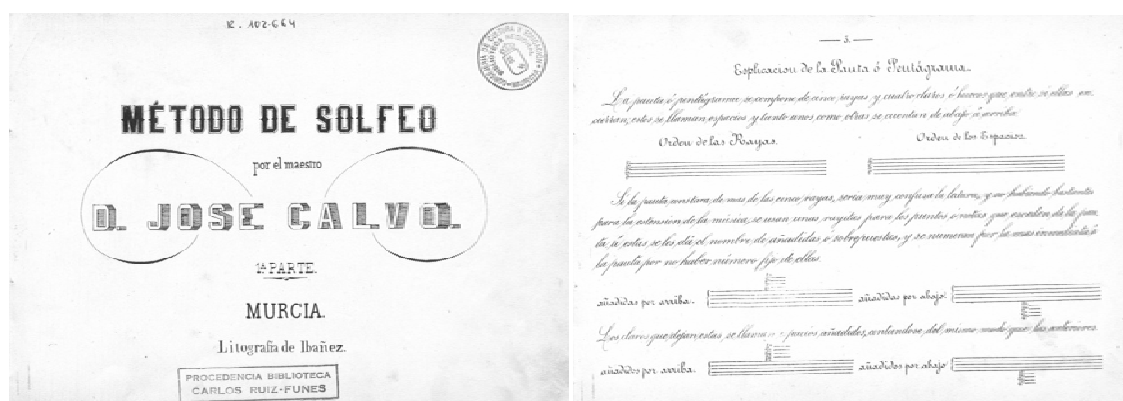 R. 102-664
MÉTODO DE SOLFEO
por el maestro
D. JOSE CALVO.
1ª PARTE.
MURCIA.
Litografía de Ibañez.
PROCEDENCIA BIBLIOTECA
CARLOS RUIZ-FUNES
5.
Esplicacion de la Pauta ó Pentágrama.
La pauta ó pentagrama, se compone de cinco rayas y cuatro claros ó huecos que entre sí ellas en-
cierran, estos se llaman espacios y tanto unos como otras se cuentan de abajo á arriba.
Orden de las Rayas.
Orden de los Espacios.
Si la pauta constara de mas de las cinco rayas, seria muy confusa la lectura, y no habiendo bastante
para la estension de la música, se usan unas rayitas para los puntos ó notas que esceden de la pau-
ta, á estas se les dá el nombre de añadidas ó sobrepuestas, y se numeran por la mas inmediata á
la pauta por no haber número fijo de ellas.
añadidas por arriba.
añadidas por abajo.
Los claros que dejan estas, se llaman espacios añadidos, contandose del mismo modo que las anteriores.
añadidos por arriba.
añadidos por abajo.